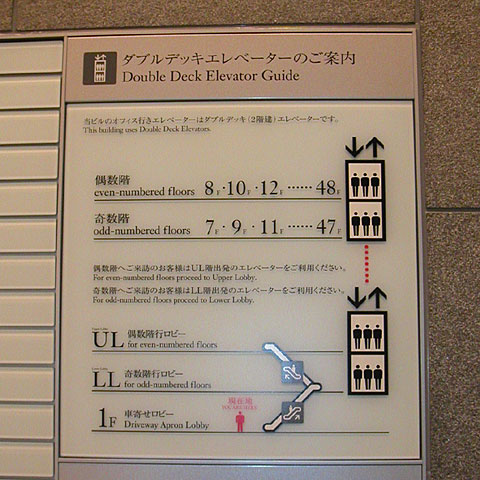 ダブルデッキエレベーターのご案内
Double Deck Elevator Guide
当ビルのオフィス行きエレベーターはダブルデッキ(2階建)エレベーターです。
This building uses Double Deck Elevators.
偶数階
even-numbered floors 8F・10F・12F……48F
奇数階
odd-numbered floors 7F・9F・11F……47F
偶数階へご来訪のお客様はUL階出発のエレベーターをご利用ください。
For even-numbered floors proceed to Upper Lobby.
奇数階へご来訪のお客様はLL階出発のエレベーターをご利用ください。
For odd-numbered floors proceed to Lower Lobby.
UL 偶数階行ロビー
for even-numbered floors
LL 奇数階行ロビー
for odd-numbered floors
現在地
YOU ARE HERE
1F 車寄せロビー
Driveway Apron Lobby